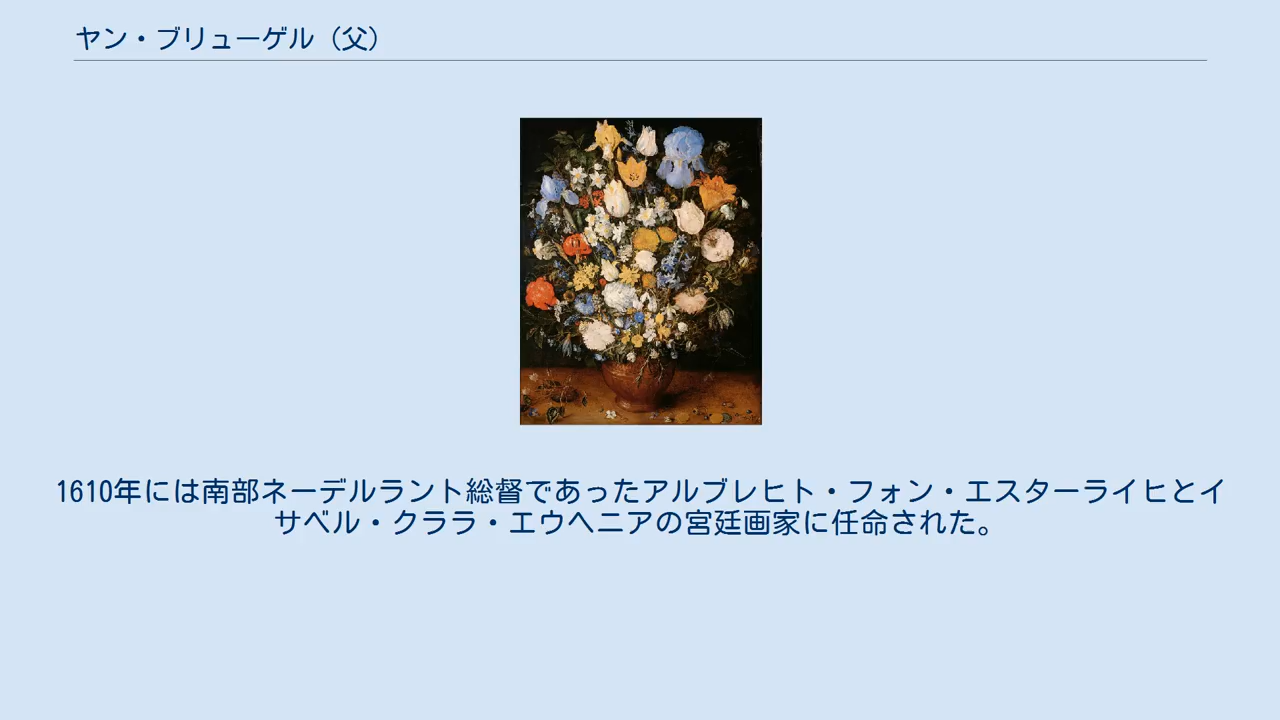 ヤン・ブリューゲル（父）
1610年には南部ネーデルラント総督であったアルブレヒト・フォン・エスターライヒとイ
サベル・クララ・エウヘニアの宮廷画家に任命された。